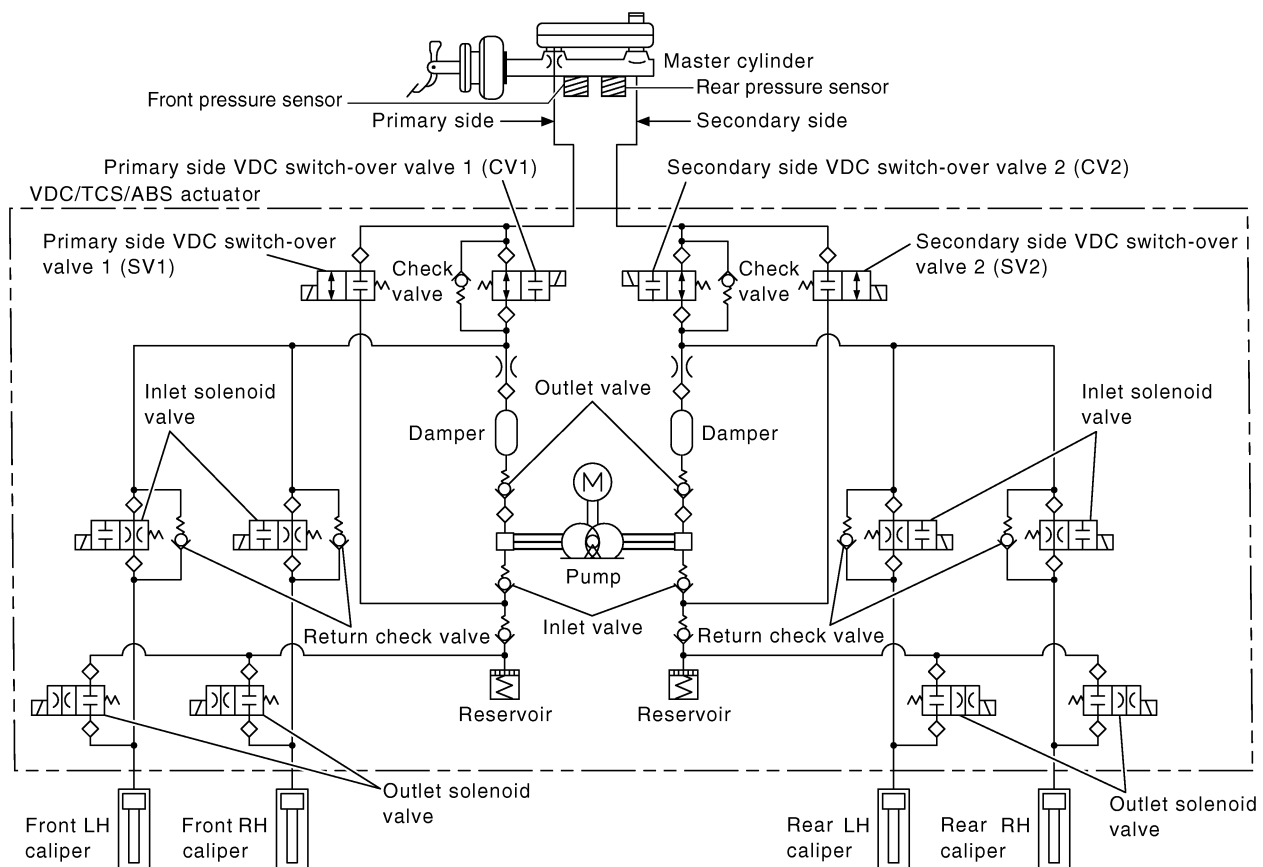 Master cylinder
Front pressure sensor
Rear pressure sensor
Primary side
Secondary side
Primary side VDC switch-over valve 1 (CV1)
Secondary side VDC switch-over valve 2 (CV2)
VDC/TCS/ABS actuator
Primary side VDC switch-over
valve 1 (SV1)
Check
valve
Check
valve
Secondary side VDC switch-over
valve 2 (SV2)
Inlet solenoid
valve
Outlet valve
Inlet solenoid
valve
Damper
Damper
M
Pump
Return check valve
Inlet valve
Return check valve
Reservoir
Reservoir
Outlet solenoid
valve
Outlet solenoid
valve
Front LH
caliper
Front RH
caliper
Rear LH
caliper
Rear RH
caliper